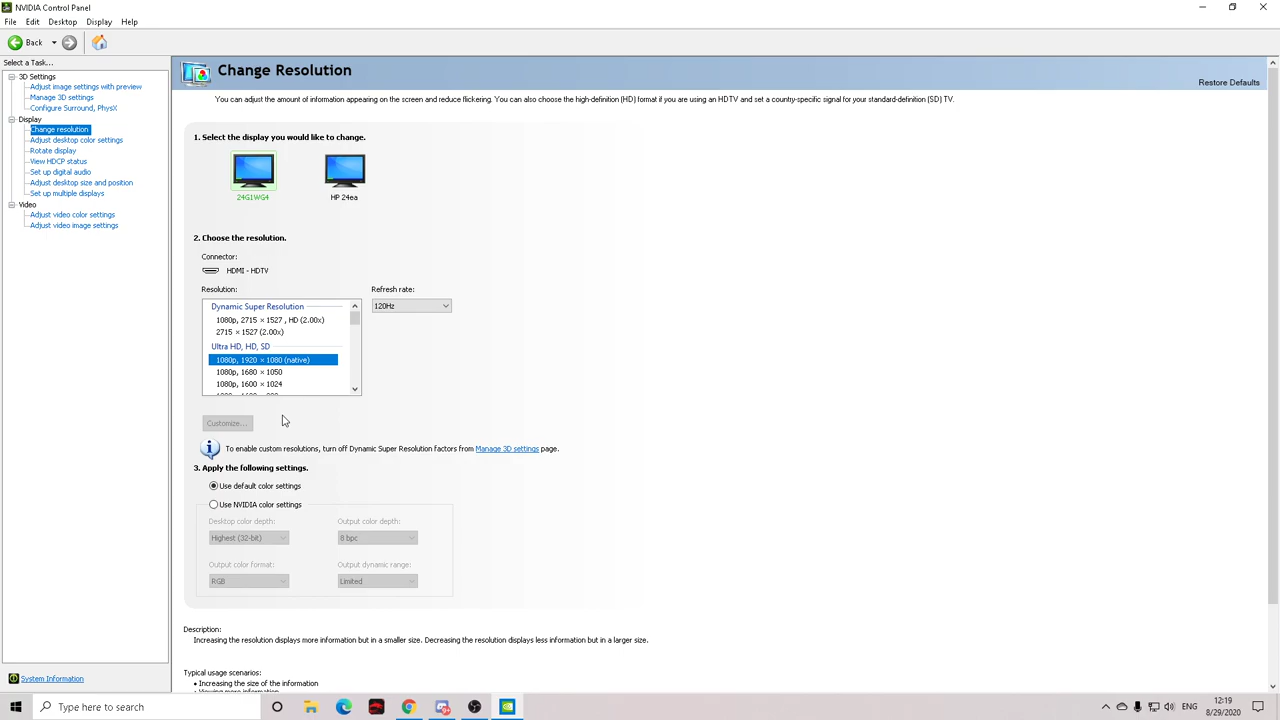 NVIDIA Control Panel
File Edit Desktop Display Help
Back
Select a Task...
3D Settings
Adjust image settings with preview
Manage 3D settings
Configure Surround, PhysX
Display
Change resolution
Adjust desktop color settings
Rotate display
View HDCP status
Set up digital audio
Adjust desktop size and position
Set up multiple displays
Video
Adjust video color settings
Adjust video image settings
System Information
Change Resolution
Restore Defaults
You can adjust the amount of information appearing on the screen and reduce flickering. You can also choose the high-definition (HD) format if you are using an HDTV and set a country-specific signal for your standard-definition (SD) TV.
1. Select the display you would like to change.
24G1WG4 HP 24ea
2. Choose the resolution.
Connector:
HDMI - HDTV
Resolution: Refresh rate:
120Hz
Dynamic Super Resolution
1080p, 2715 × 1527 , HD (2.00x)
2715 × 1527 (2.00x)
Ultra HD, HD, SD
1080p, 1920 × 1080 (native)
1080p, 1680 × 1050
1080p, 1600 × 1024
Customize...
To enable custom resolutions, turn off Dynamic Super Resolution factors from Manage 3D settings page.
3. Apply the following settings.
Use default color settings
Use NVIDIA color settings
Desktop color depth: Output color depth:
Highest (32-bit) 8 bpc
Output color format: Output dynamic range:
RGB Limited
Description:
Increasing the resolution displays more information but in a smaller size. Decreasing the resolution displays less information but in a larger size.
Typical usage scenarios:
• Increasing the size of the information
• Viewing more information
Type here to search
ENG
12:19
8/29/2020